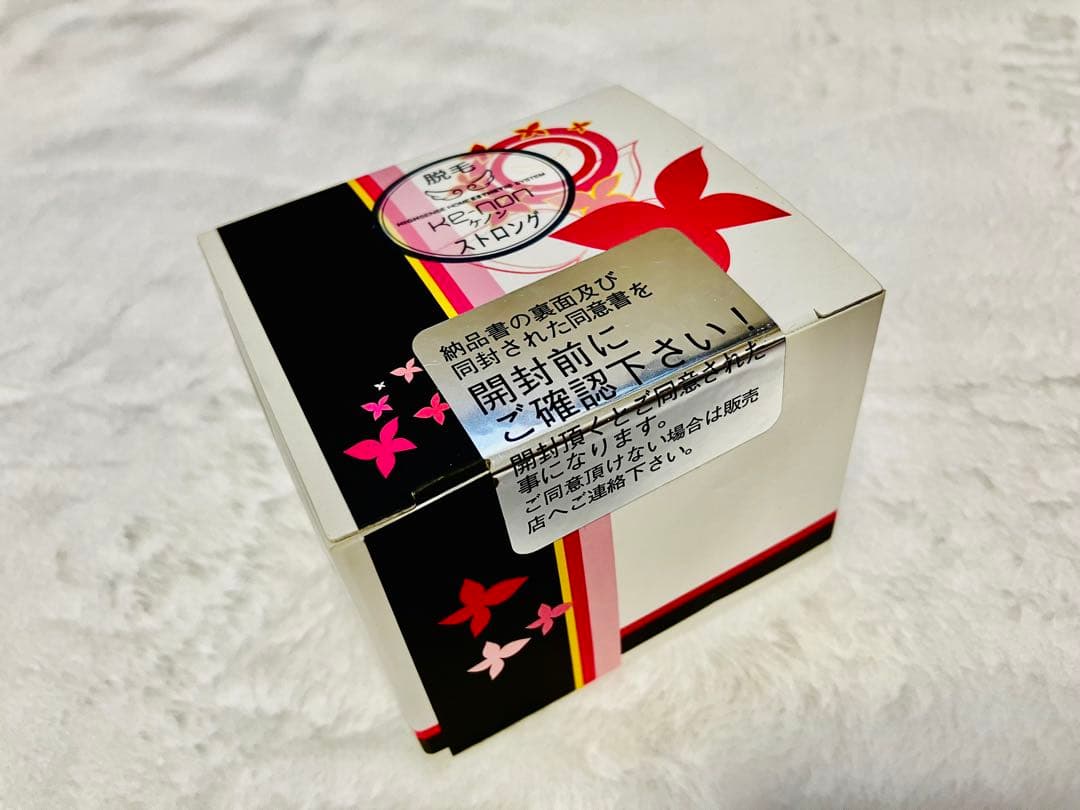 脱毛
HIGHSENSE HOME ESTHETIC SYSTEM
Ke-non
ケノン
ストロング
納品書の裏面及び
同封された同意書を
開封前に
ご確認下さい!
開封頂くとご同意された
事になります。
ご同意頂けない場合は販売
店へご連絡下さい。